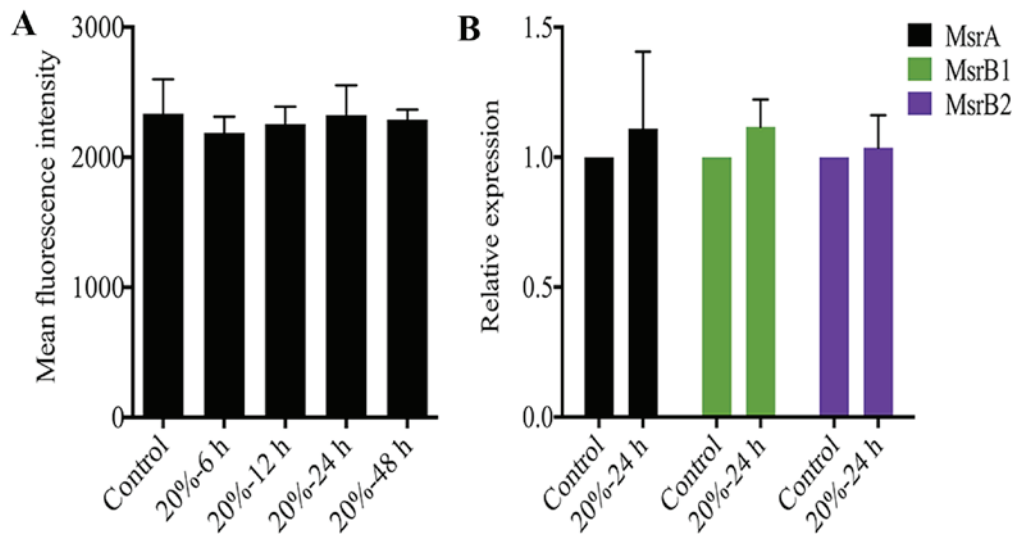 A
Mean fluorescence intensity
3000
2000
1000
0
Control
20%-6 h
20%-12 h
20%-24 h
20%-48 h
B
Relative expression
1.5
1.0
0.5
0.0
Control
20%-24 h
Control
20%-24 h
Control
20%-24 h
MsrA
MsrB1
MsrB2